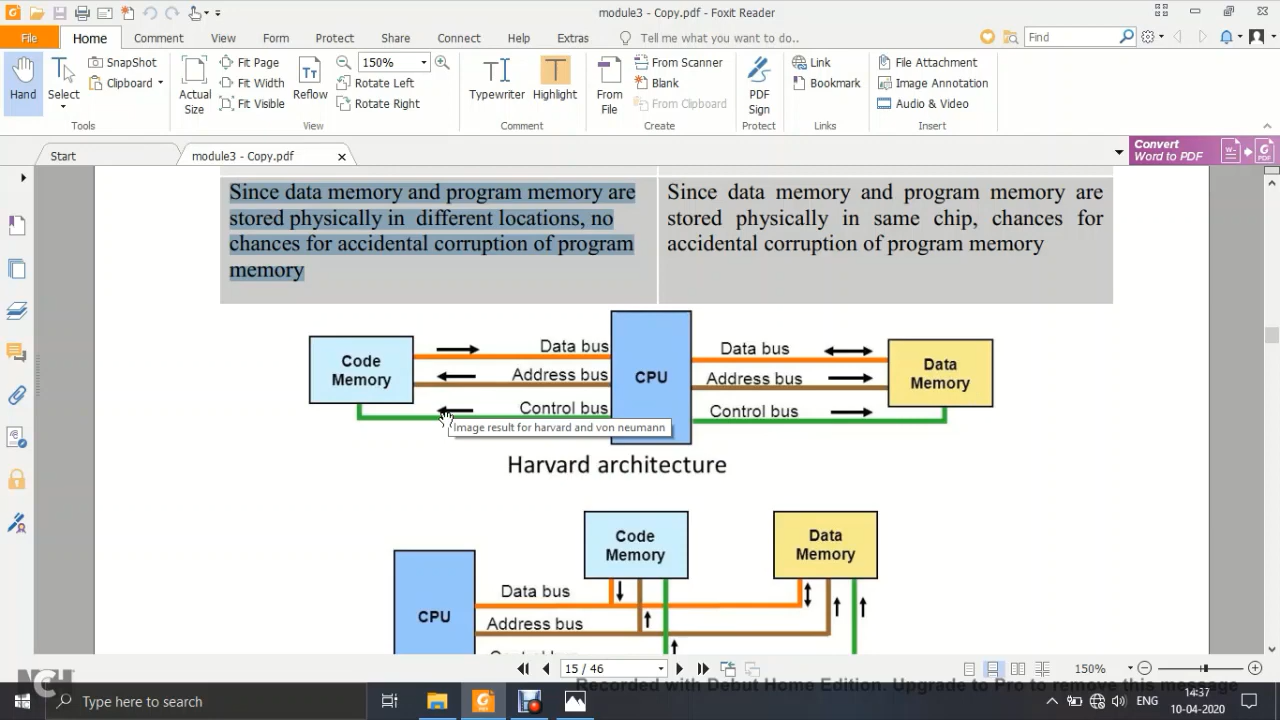 module3 - Copy.pdf - Foxit Reader
File Home Comment View Form Protect Share Connect Help Extras Tell me what you want to do.. Find
Hand
Select
SnapShot
Clipboard
Tools
Actual
Size
Fit Page
Fit Width
Fit Visible
Reflow
150%
Rotate Left
Rotate Right
View
Typewriter
Highlight
Comment
From
File
From Scanner
Blank
From Clipboard
Create
PDF
Sign
Protect
Link
Bookmark
Links
File Attachment
Image Annotation
Audio & Video
Insert
Start
module3 - Copy.pdf
Convert
Word to PDF
Since data memory and program memory are
stored physically in different locations, no
chances for accidental corruption of program
memory
Since data memory and program memory are
stored physically in same chip, chances for
accidental corruption of program memory
Code
Memory
Data bus
Address bus
Control bus
CPU
Data bus
Address bus
Control bus
Data
Memory
Image result for harvard and von neumann
Harvard architecture
Code
Memory
Data
Memory
CPU
Data bus
Address bus
15 / 46
150%
Recorded with Debut Home Edition. Upgrade to Pro to remove this message
NCH
Type here to search
ENG
14:37
10-04-2020